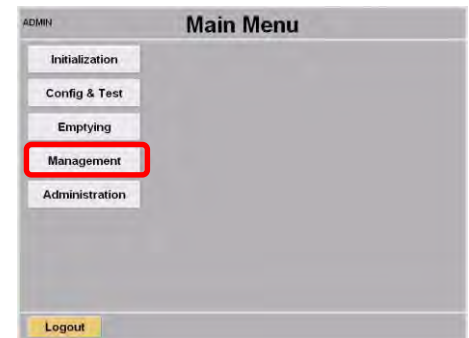 ADMIN
Main Menu
Initialization
Config & Test
Emptying
Management
Administration
Logout